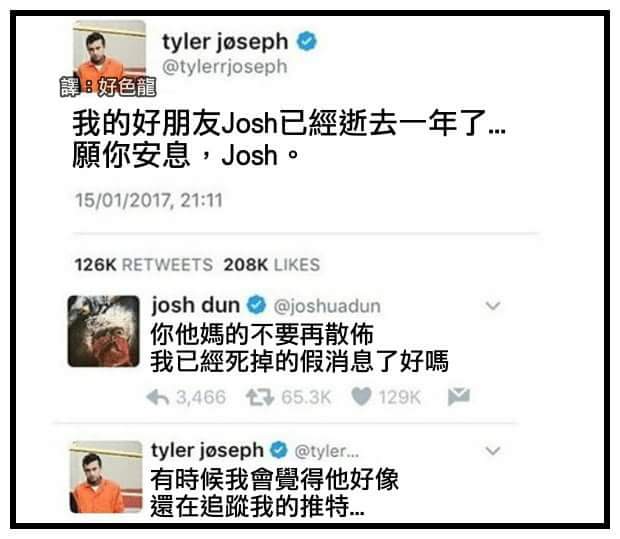 tyler jøseph
@tylerrjoseph
譯：好色龍
我的好朋友Josh已經逝去一年了...
願你安息，Josh。
15/01/2017, 21:11
126K RETWEETS 208K LIKES
josh dun @joshuadun
你他媽的不要再散佈
我已經死掉的假消息了好嗎
3,466 65.3K 129K
tyler jøseph @tyler...
有時候我會覺得他好像
還在追蹤我的推特...